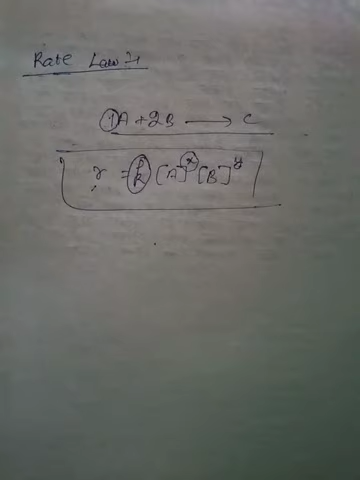 Rate Law :-
1A + 2B ⟶ C
r = k [A]^x [B]^y